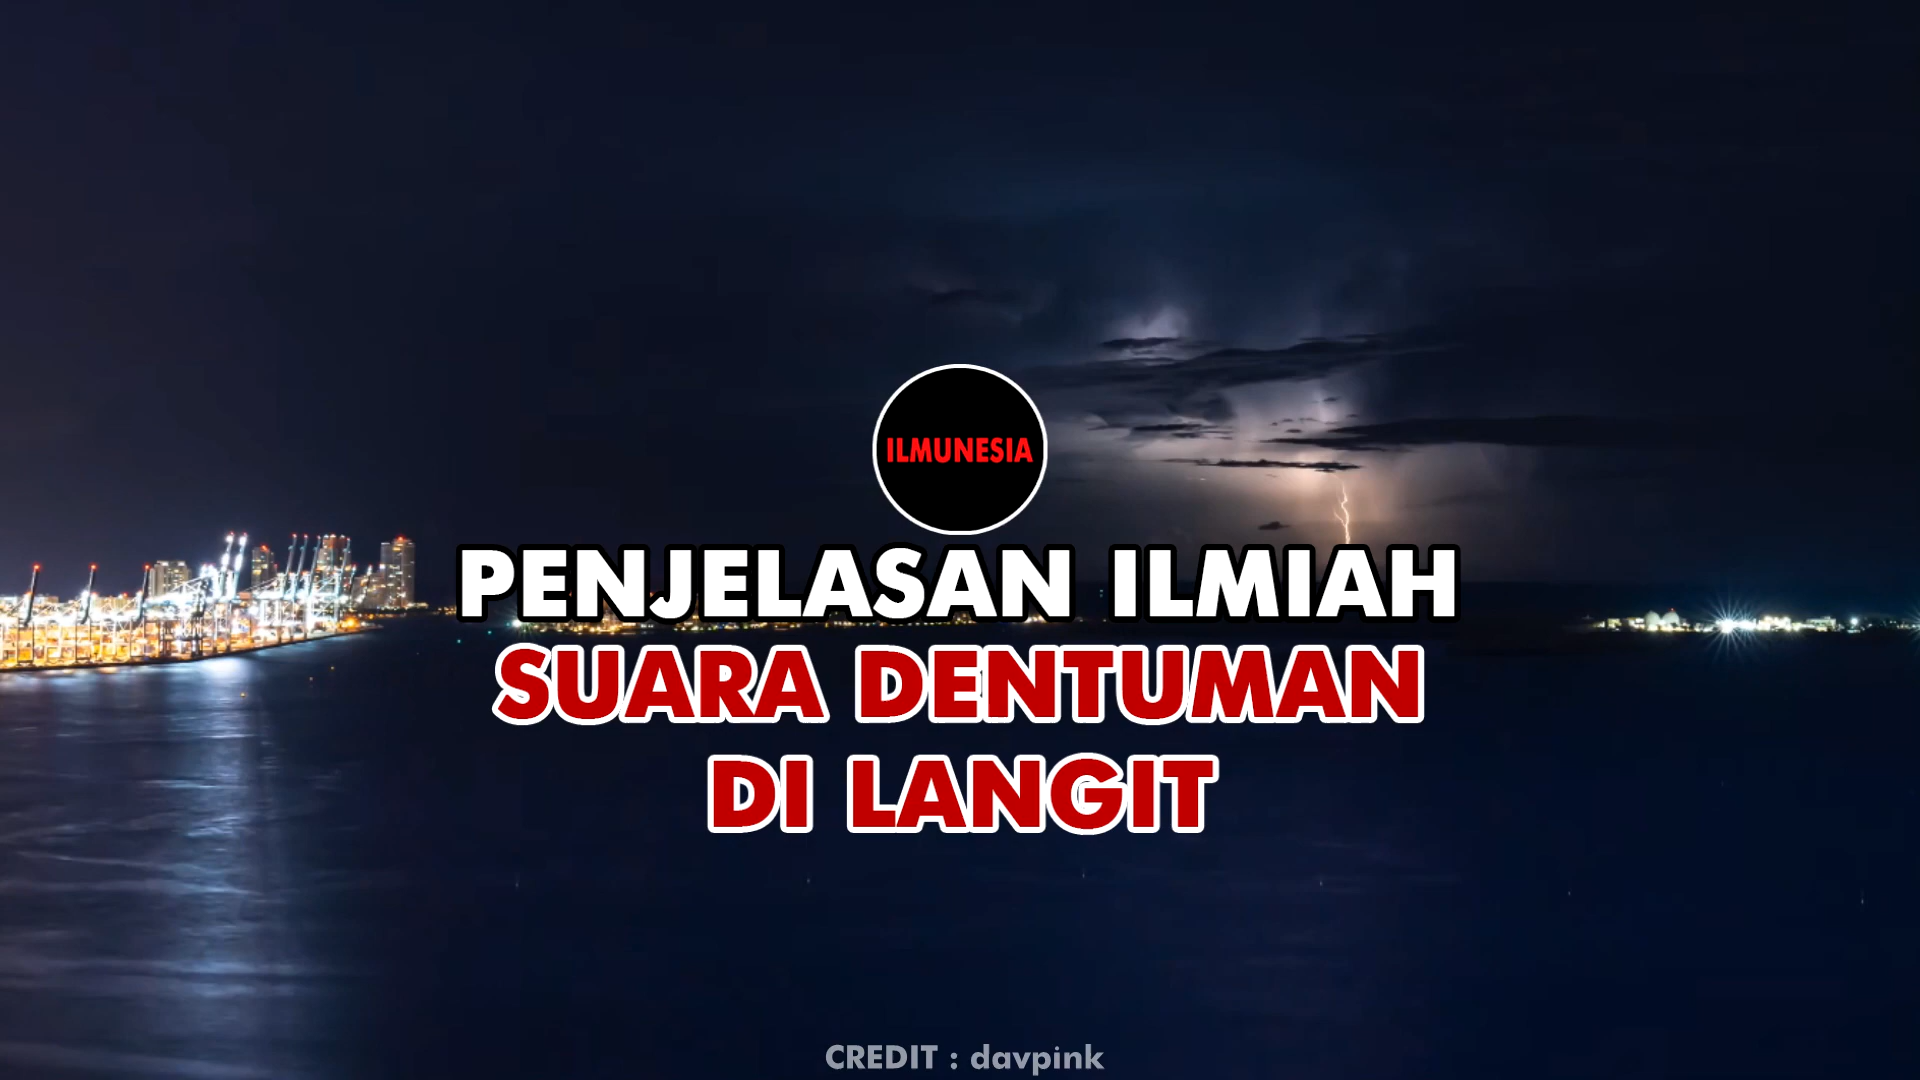 ILMUNESIA
PENJELASAN ILMIAH
SUARA DENTUMAN
DI LANGIT
CREDIT : davpink